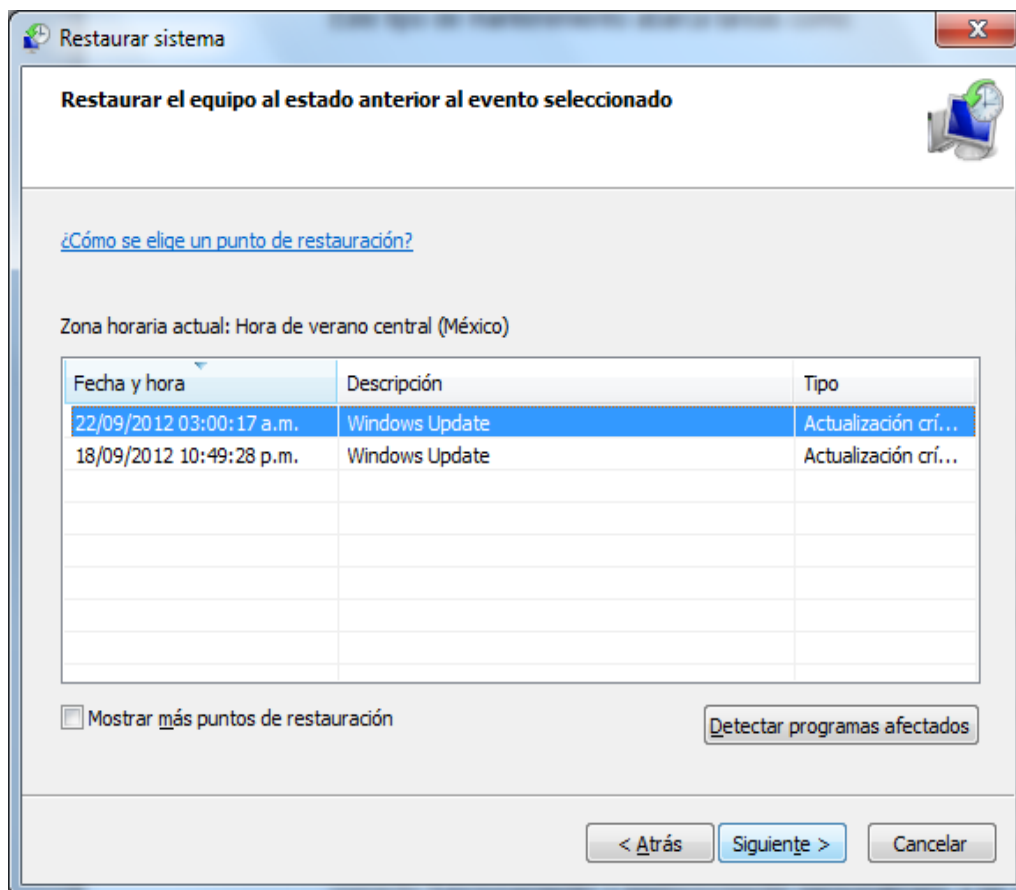 Restaurar sistema
Restaurar el equipo al estado anterior al evento seleccionado
¿Cómo se elige un punto de restauración?
Zona horaria actual: Hora de verano central (México)
Fecha y hora Descripción Tipo
22/09/2012 03:00:17 a.m. Windows Update Actualización crí...
18/09/2012 10:49:28 p.m. Windows Update Actualización crí...
Mostrar más puntos de restauración
Detectar programas afectados
< Atrás Siguiente > Cancelar